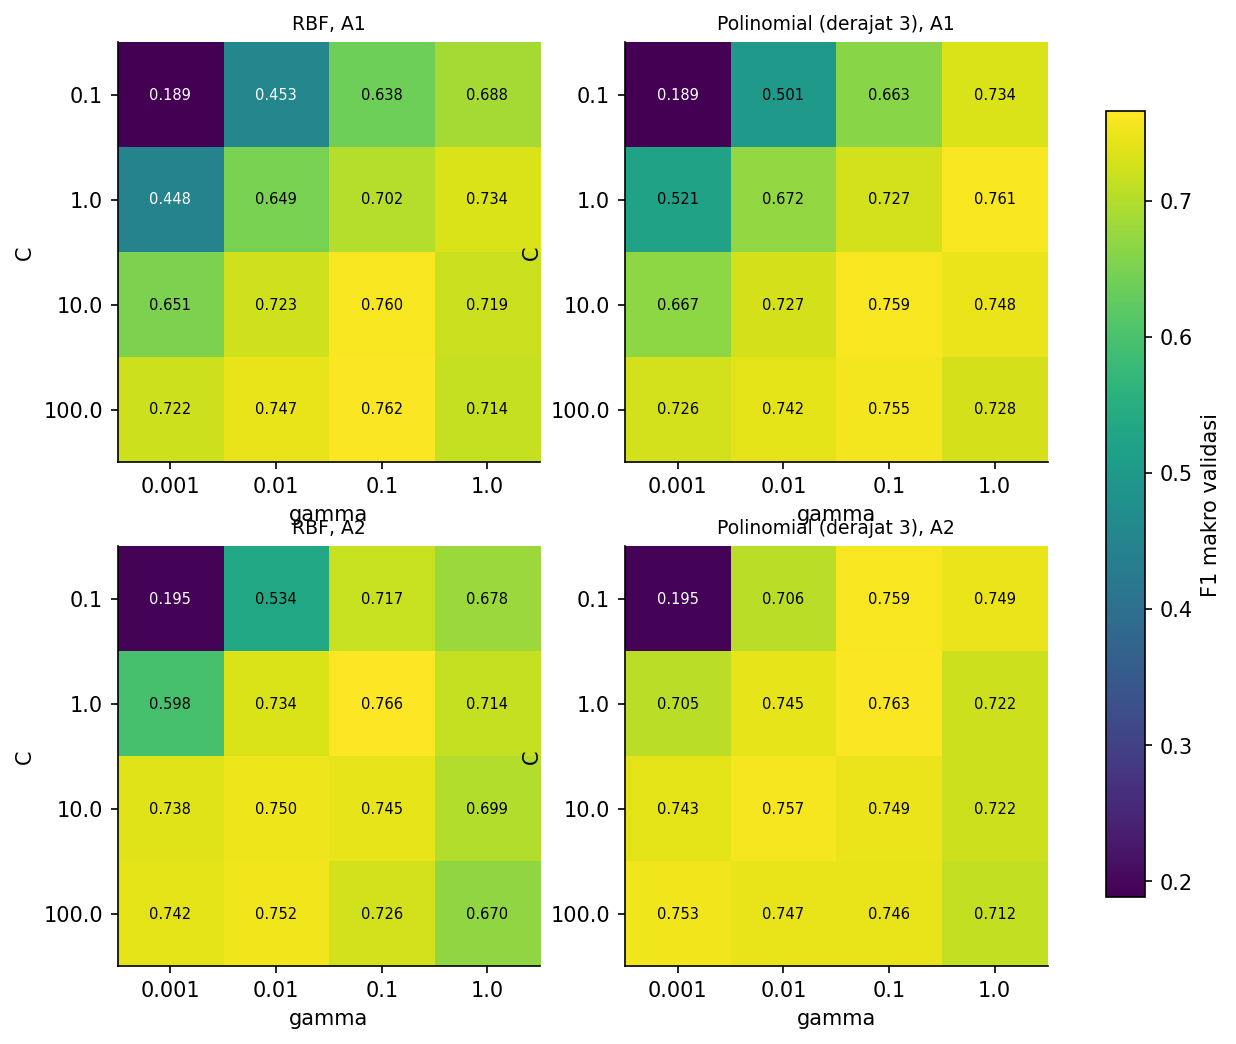 RBF, A1
C
0.1 0.189 0.453 0.638 0.688
1.0 0.448 0.649 0.702 0.734
10.0 0.651 0.723 0.760 0.719
100.0 0.722 0.747 0.762 0.714
0.001 0.01 0.1 1.0
gamma
Polinomial (derajat 3), A1
C
0.1 0.189 0.501 0.663 0.734
1.0 0.521 0.672 0.727 0.761
10.0 0.667 0.727 0.759 0.748
100.0 0.726 0.742 0.755 0.728
0.001 0.01 0.1 1.0
gamma
RBF, A2
C
0.1 0.195 0.534 0.717 0.678
1.0 0.598 0.734 0.766 0.714
10.0 0.738 0.750 0.745 0.699
100.0 0.742 0.752 0.726 0.670
0.001 0.01 0.1 1.0
gamma
Polinomial (derajat 3), A2
C
0.1 0.195 0.706 0.759 0.749
1.0 0.705 0.745 0.763 0.722
10.0 0.743 0.757 0.749 0.722
100.0 0.753 0.747 0.746 0.712
0.001 0.01 0.1 1.0
gamma
0.7
0.6
0.5
0.4
0.3
0.2
F1 makro validasi